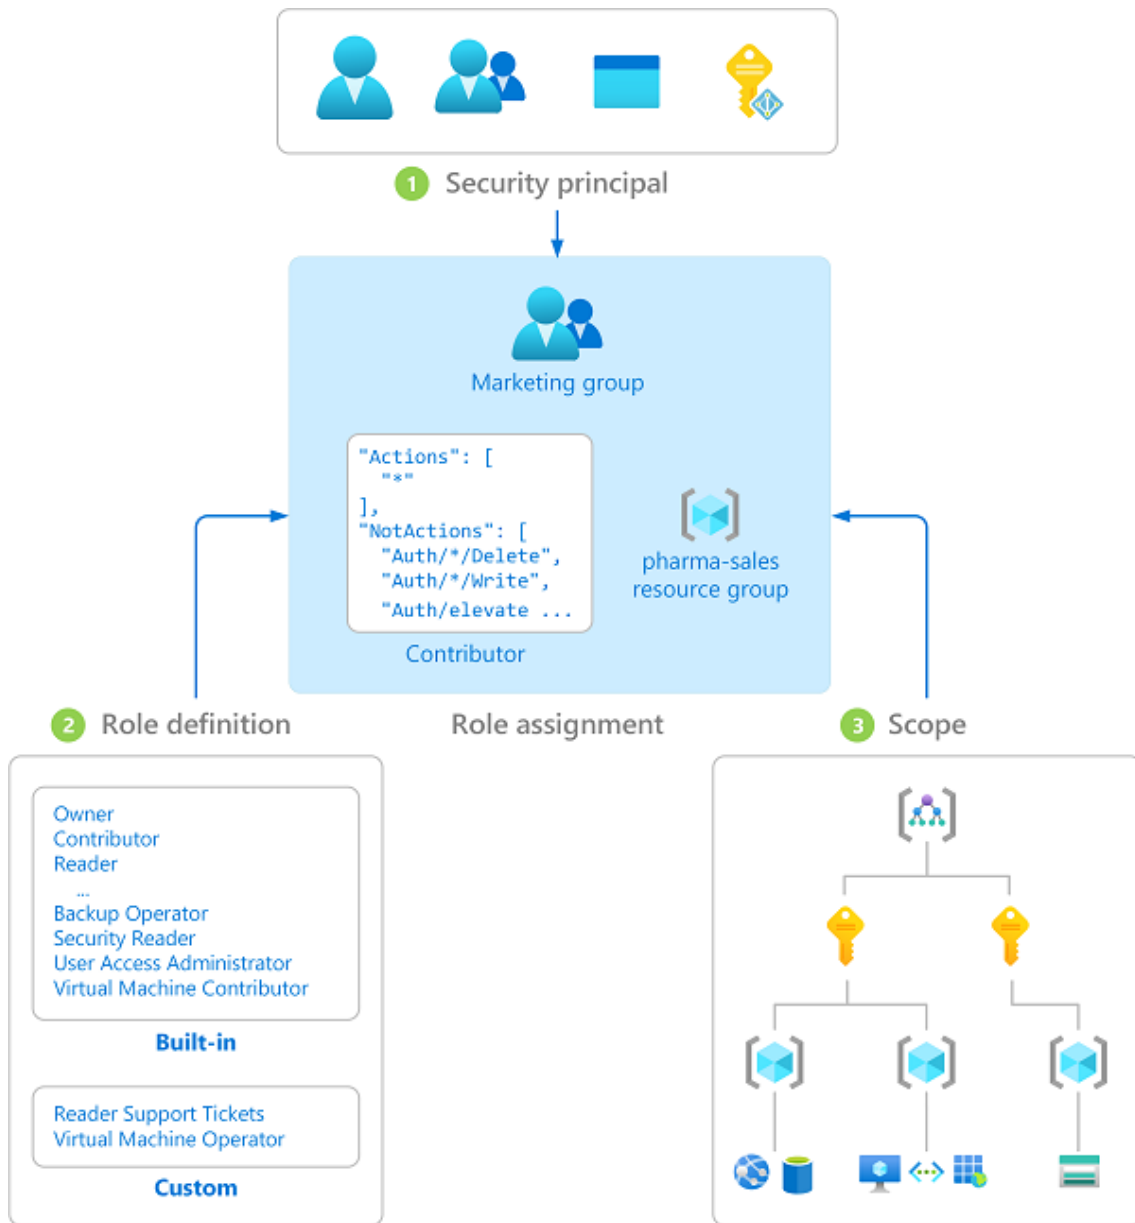 1 Security principal
Marketing group
"Actions": [
"*"
],
"NotActions": [
"Auth/*/Delete",
"Auth/*/Write",
"Auth/elevate ...
Contributor
pharma-sales
resource group
2 Role definition
Role assignment
3 Scope
Owner
Contributor
Reader
...
Backup Operator
Security Reader
User Access Administrator
Virtual Machine Contributor
Built-in
Reader Support Tickets
Virtual Machine Operator
Custom